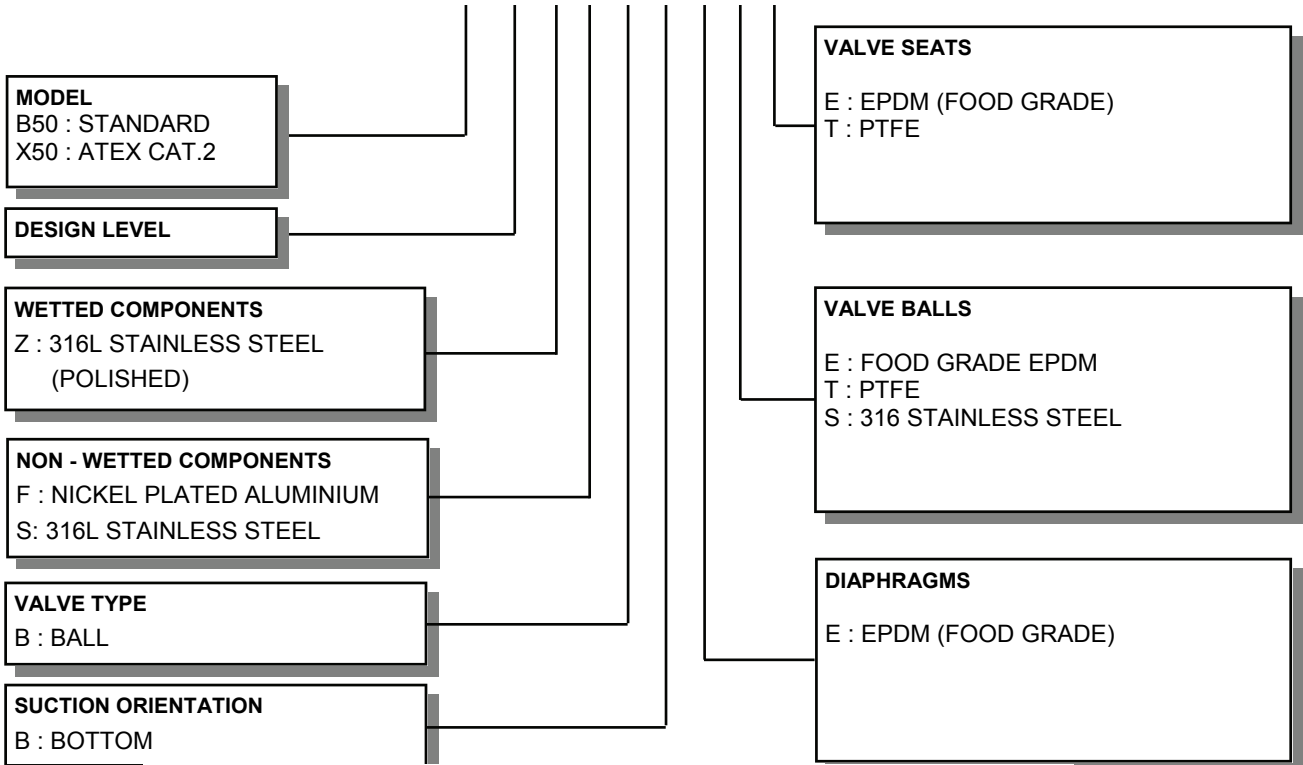 MODEL
B50 : STANDARD
X50 : ATEX CAT.2
DESIGN LEVEL
WETTED COMPONENTS
Z : 316L STAINLESS STEEL
(POLISHED)
NON - WETTED COMPONENTS
F : NICKEL PLATED ALUMINIUM
S: 316L STAINLESS STEEL
VALVE TYPE
B : BALL
SUCTION ORIENTATION
B : BOTTOM
VALVE SEATS
E : EPDM (FOOD GRADE)
T : PTFE
VALVE BALLS
E : FOOD GRADE EPDM
T : PTFE
S : 316 STAINLESS STEEL
DIAPHRAGMS
E : EPDM (FOOD GRADE)